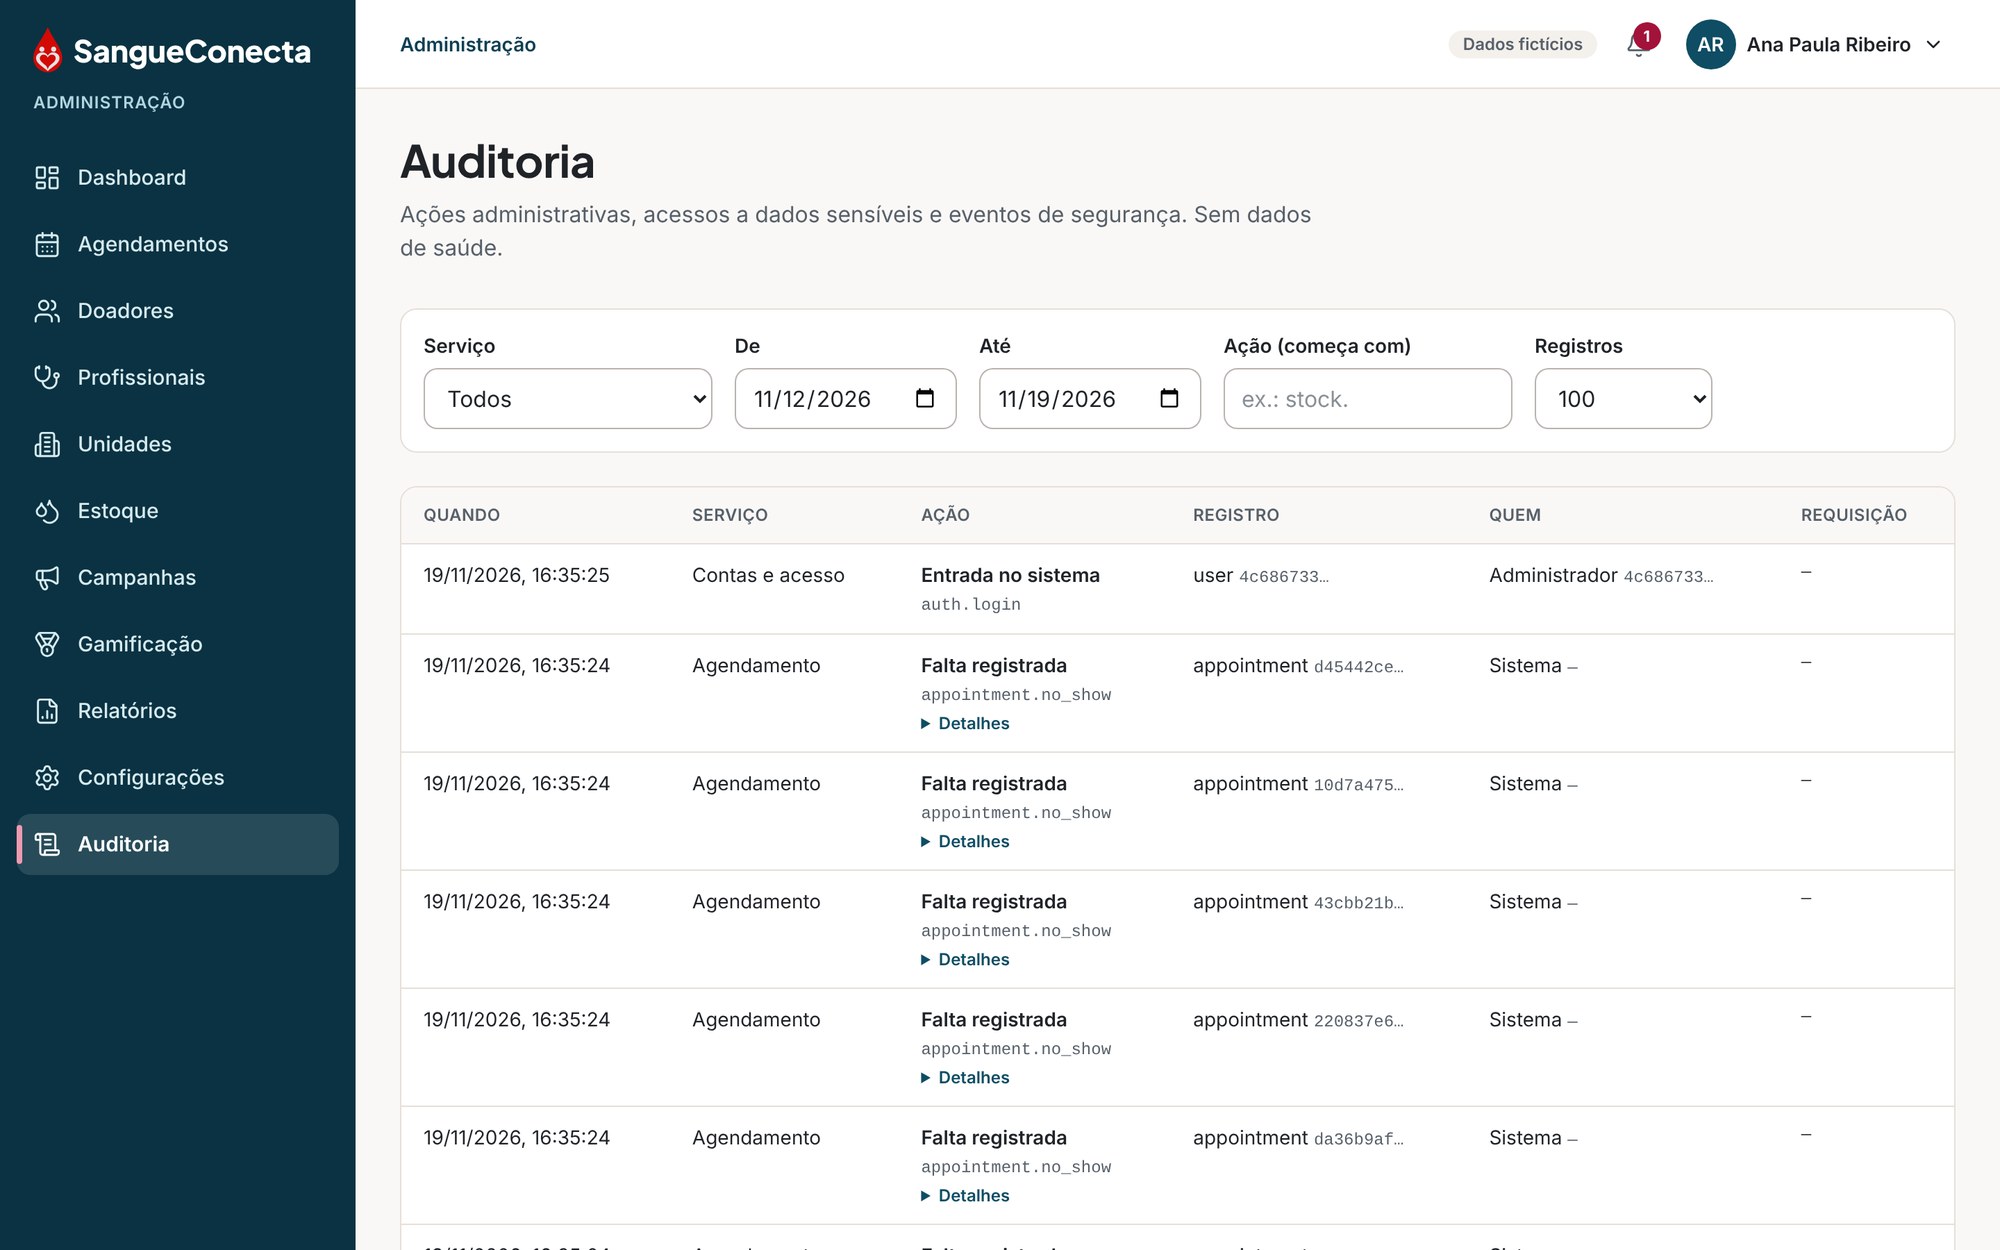 SangueConecta
ADMINISTRAÇÃO
Dashboard
Agendamentos
Doadores
Profissionais
Unidades
Estoque
Campanhas
Gamificação
Relatórios
Configurações
Auditoria
Administração
Dados fictícios
1
AR
Ana Paula Ribeiro
Auditoria
Ações administrativas, acessos a dados sensíveis e eventos de segurança. Sem dados
de saúde.
Serviço De Até Ação (começa com) Registros
Todos 11/12/2026 11/19/2026 ex.: stock. 100
QUANDO SERVIÇO AÇÃO REGISTRO QUEM REQUISIÇÃO
19/11/2026, 16:35:25 Contas e acesso Entrada no sistema user 4c686733… Administrador 4c686733… —
auth.login
19/11/2026, 16:35:24 Agendamento Falta registrada appointment d45442ce… Sistema — —
appointment.no_show
Detalhes
19/11/2026, 16:35:24 Agendamento Falta registrada appointment 10d7a475… Sistema — —
appointment.no_show
Detalhes
19/11/2026, 16:35:24 Agendamento Falta registrada appointment 43cbb21b… Sistema — —
appointment.no_show
Detalhes
19/11/2026, 16:35:24 Agendamento Falta registrada appointment 220837e6… Sistema — —
appointment.no_show
Detalhes
19/11/2026, 16:35:24 Agendamento Falta registrada appointment da36b9af… Sistema — —
appointment.no_show
Detalhes